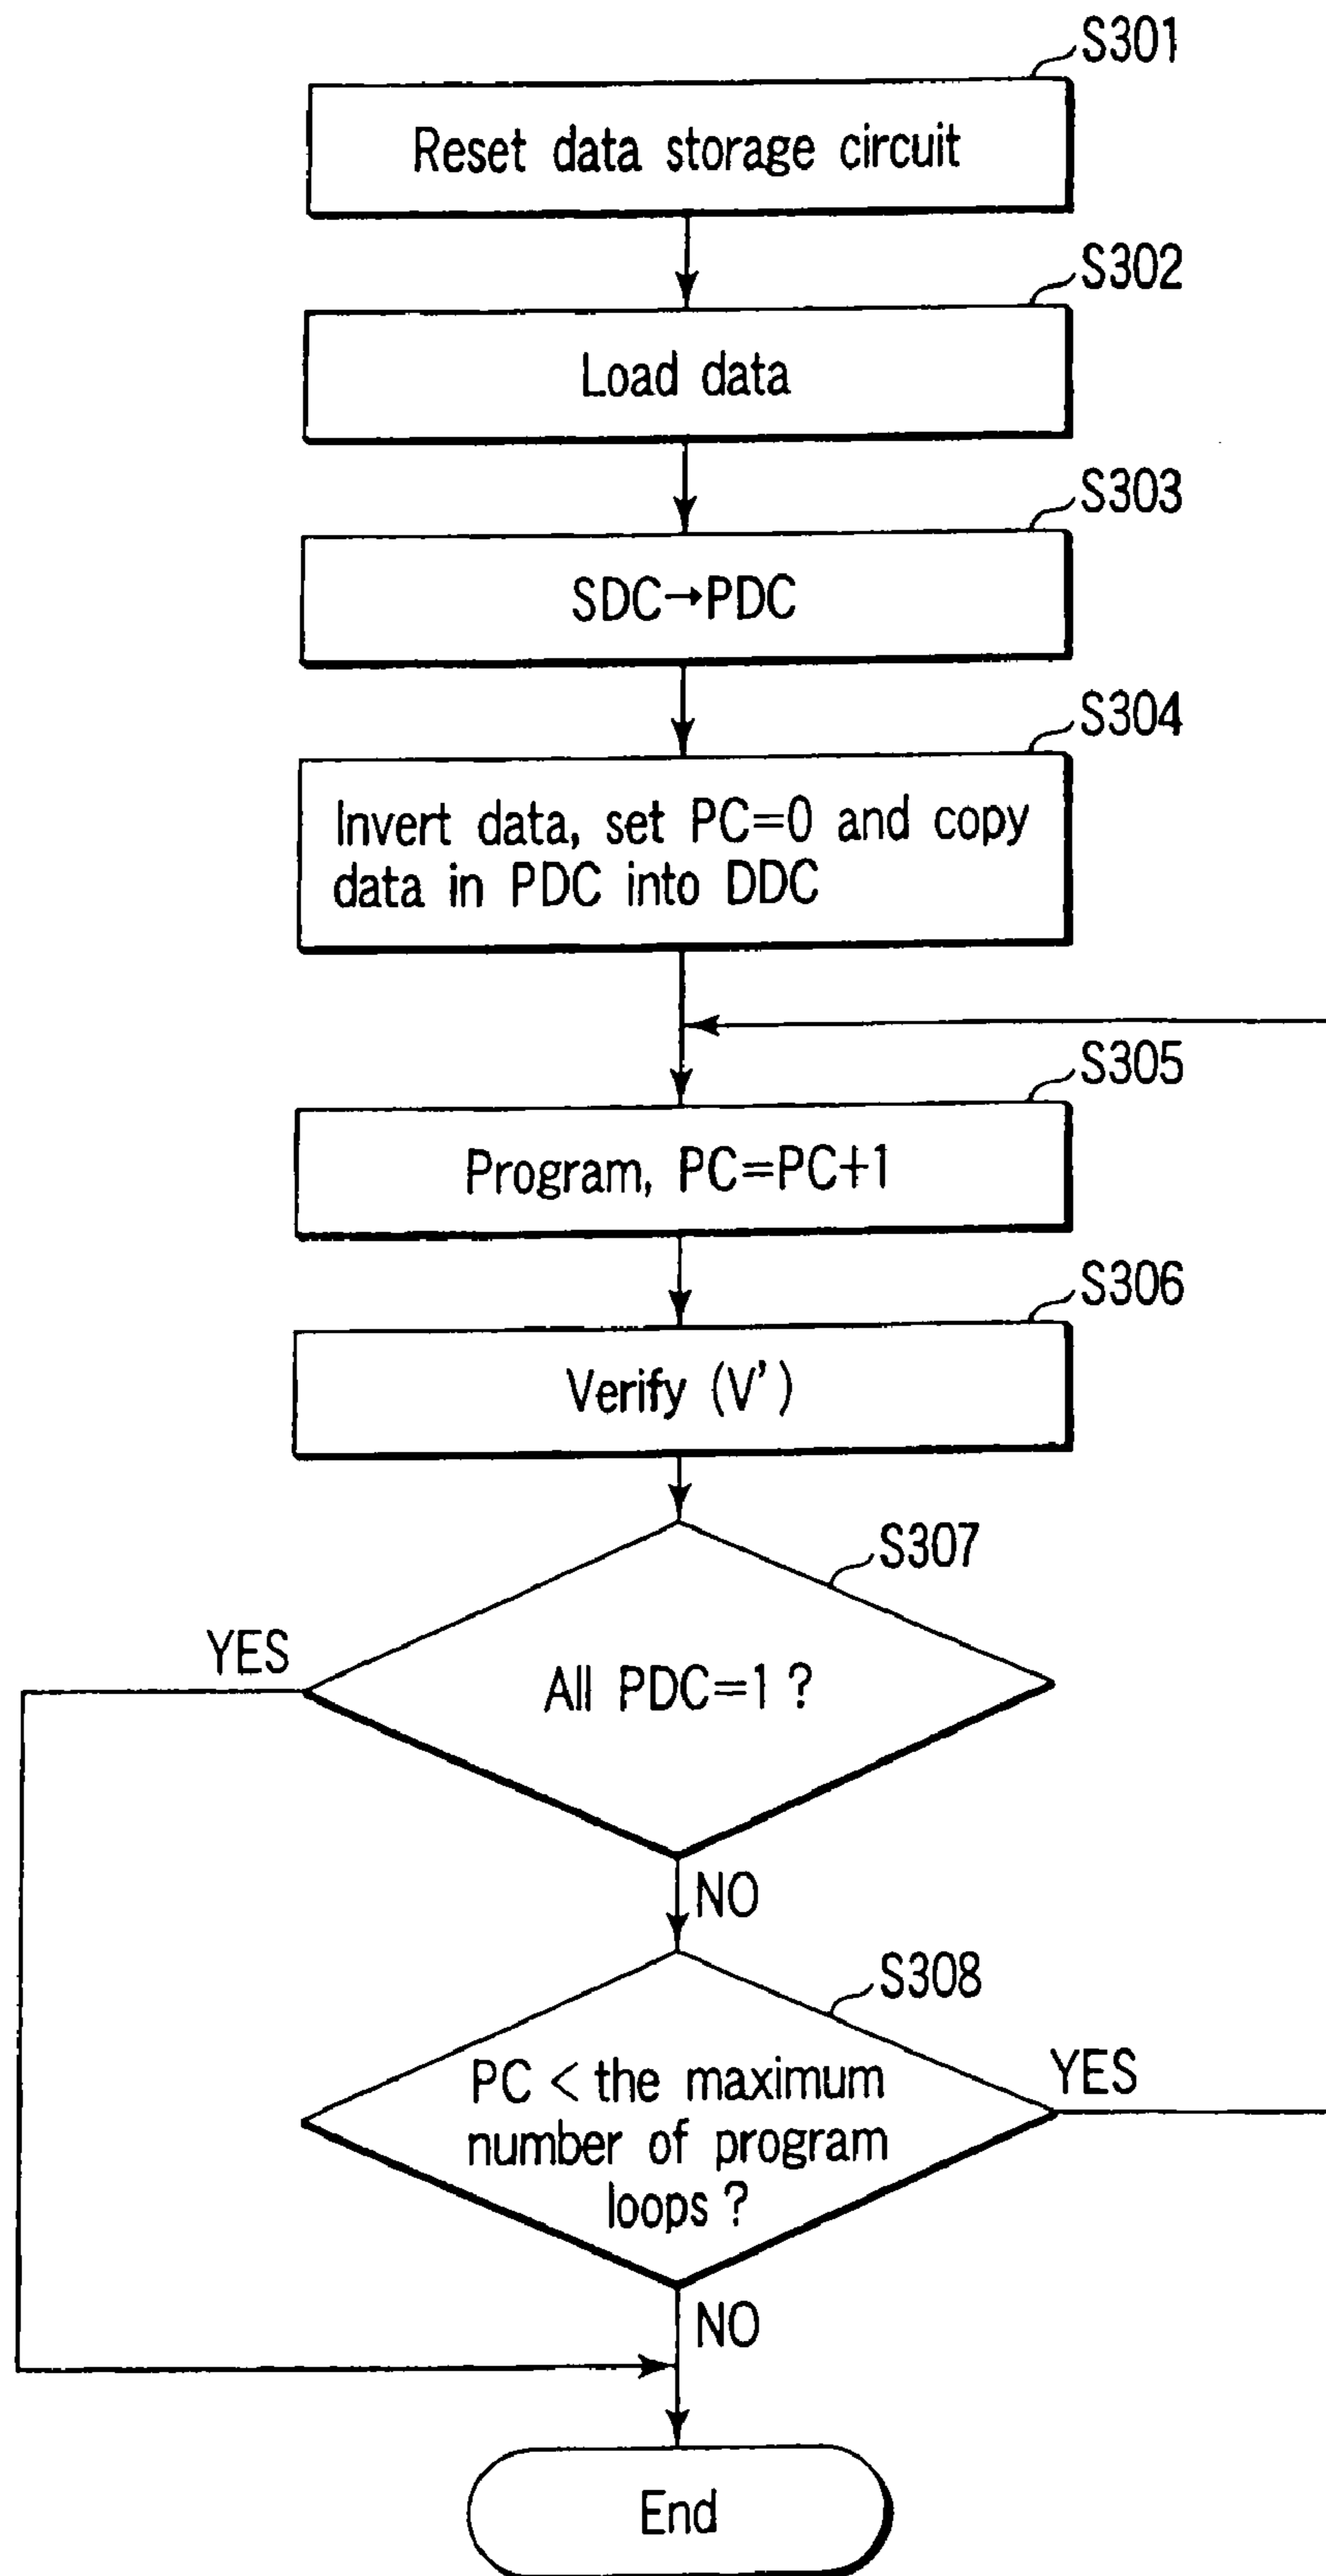 S301
Reset data storage circuit
S302
Load data
S303
SDC→PDC
S304
Invert data, set PC=0 and copy
data in PDC into DDC
S305
Program, PC=PC+1
S306
Verify (V')
S307
YES
All PDC=1 ?
NO
S308
PC < the maximum
number of program
loops ?
YES
NO
End